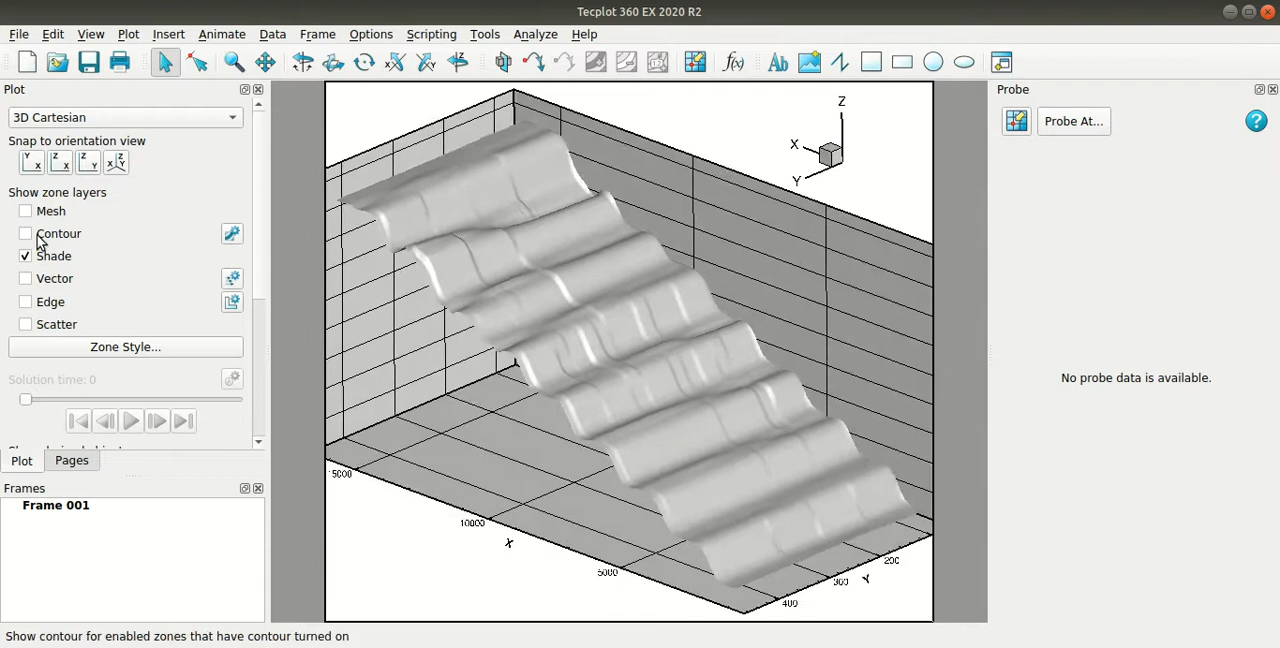 Tecplot 360 EX 2020 R2
File Edit View Plot Insert Animate Data Frame Options Scripting Tools Analyze Help
Plot
3D Cartesian
Snap to orientation view
Show zone layers
Mesh
Contour
Shade
Vector
Edge
Scatter
Zone Style...
Solution time: 0
Plot Pages
Frames
Frame 001
Z
X
Y
5000
10000
X
5000
400
300
Y
200
Probe
Probe At...
No probe data is available.
Show contour for enabled zones that have contour turned on